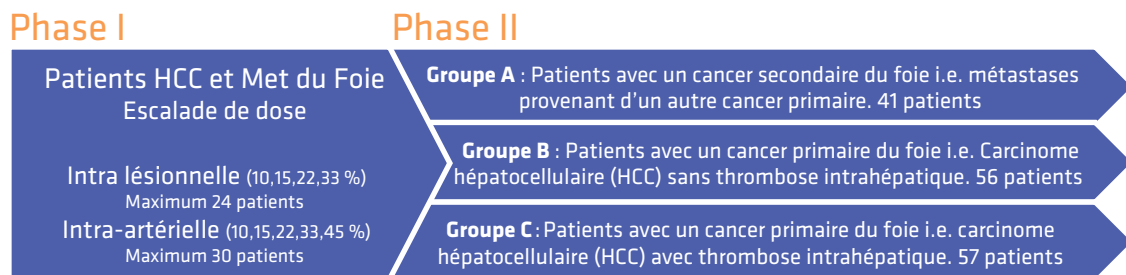 Phase I
Patients HCC et Met du Foie
Escalade de dose
Intra lésionnelle (10,15,22,33 %)
Maximum 24 patients
Intra-artérielle (10,15,22,33,45 %)
Maximum 30 patients
Phase II
Groupe A : Patients avec un cancer secondaire du foie i.e. métastases
provenant d'un autre cancer primaire. 41 patients
Groupe B : Patients avec un cancer primaire du foie i.e. Carcinome
hépatocellulaire (HCC) sans thrombose intrahépatique. 56 patients
Groupe C : Patients avec un cancer primaire du foie i.e. carcinome
hépatocellulaire (HCC) avec thrombose intrahépatique. 57 patients